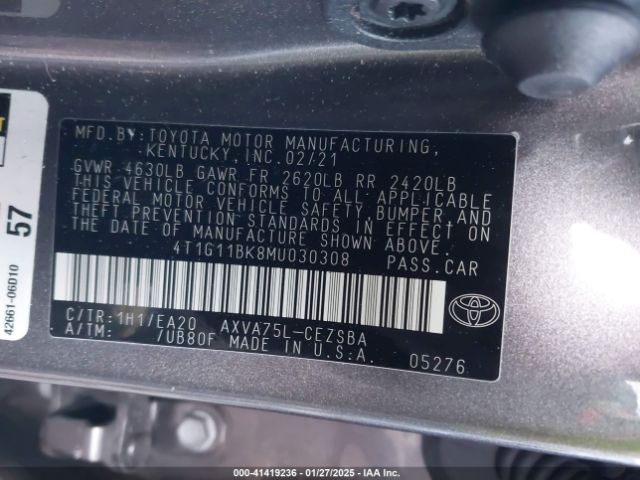 MFD.BY:TOYOTA MOTOR MANUFACTURING,
KENTUCKY,INC.02/21
GVWR 4630LB GAWR FR 2620LB RR 2420LB
THIS VEHICLE CONFORMS TO ALL APPLICABLE
FEDERAL MOTOR VEHICLE SAFETY,BUMPER,AND
THEFT PREVENTION STANDARDS IN EFFECT ON
THE DATE OF MANUFACTURE SHOWN ABOVE.
4T1G11BK8MU030308 PASS.CAR
C/TR:1H1/EA20 AXVA75L-CEZSBA
A/TM: /UB80F MADE IN U.S.A. 05276
57
42661-06D10
000-41419236 - 01/27/2025 - IAA Inc.